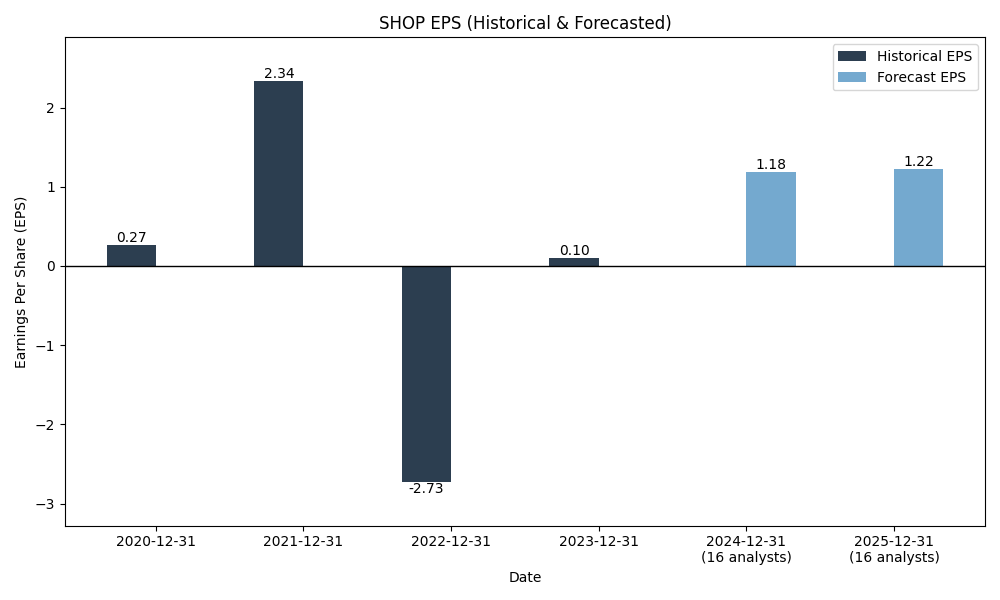 SHOP EPS (Historical & Forecasted)
Historical EPS
Forecast EPS
Earnings Per Share (EPS)
2
1
0
−1
−2
−3
0.27
2.34
-2.73
0.10
1.18
1.22
2020-12-31
2021-12-31
2022-12-31
2023-12-31
2024-12-31
(16 analysts)
2025-12-31
(16 analysts)
Date